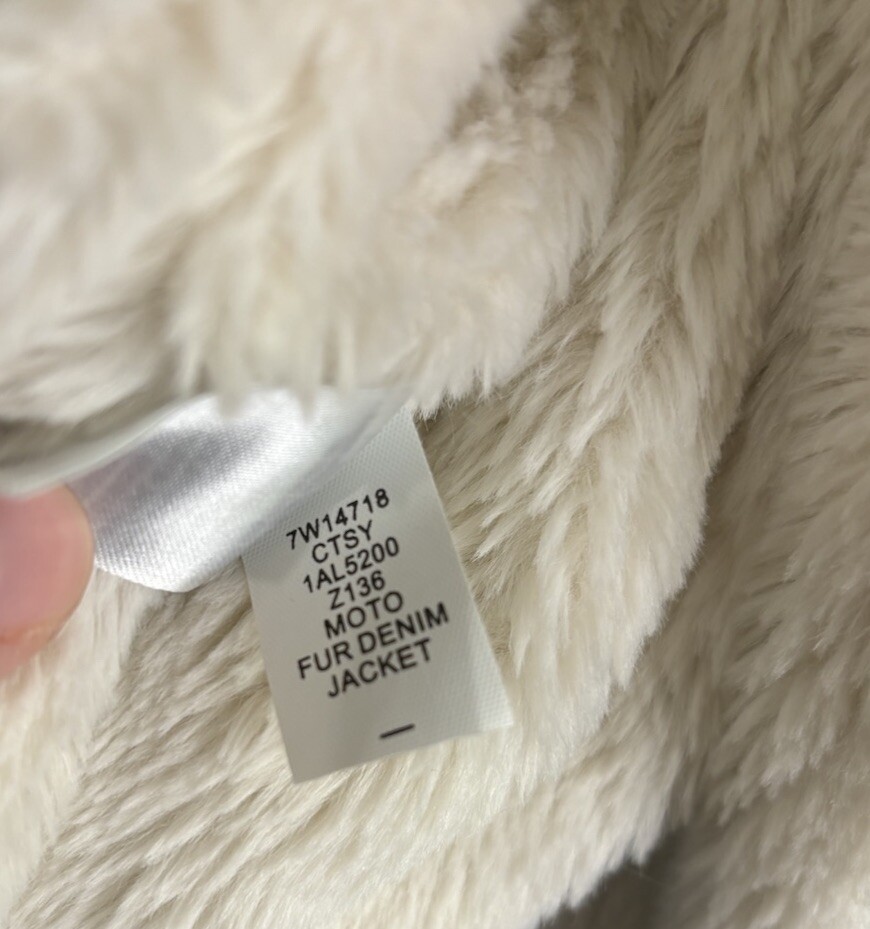 7W14718
CTSY
1AL5200
Z136
MOTO
FUR DENIM
JACKET